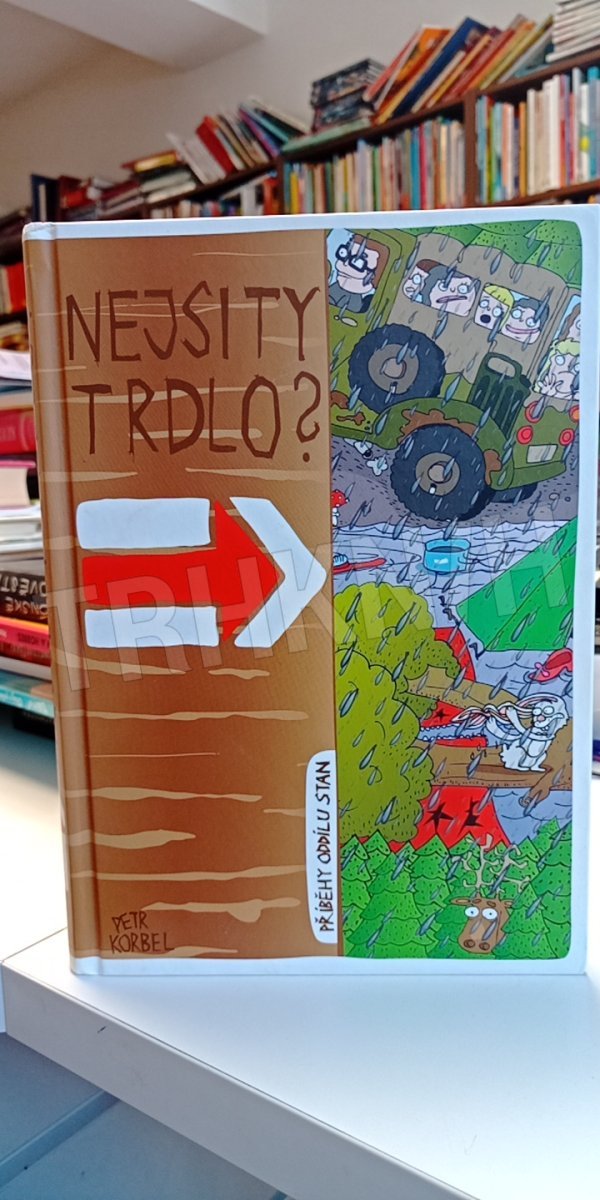 NEJSI TY
TRDLO?
PŘÍBĚHY ODDÍLU STAN
PETR
KORBEL